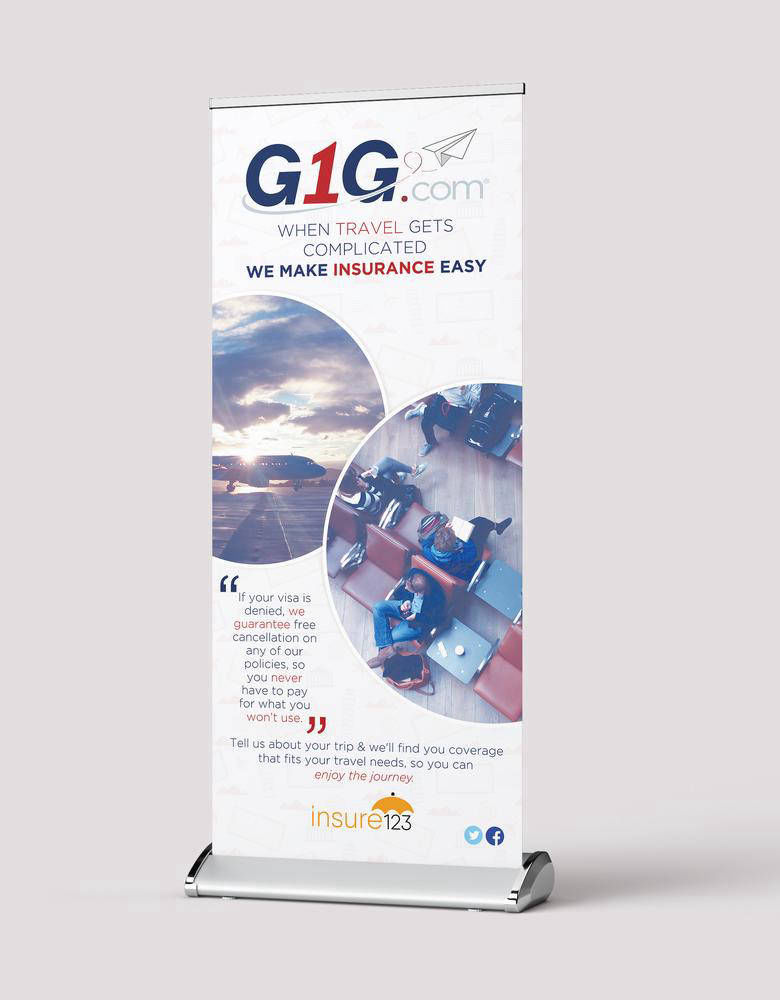 G1G.com®
WHEN TRAVEL GETS
COMPLICATED
WE MAKE INSURANCE EASY
“If your visa is
denied, we
guarantee free
cancellation on
any of our
policies, so
you never
have to pay
for what you
won't use.”
Tell us about your trip & we'll find you coverage
that fits your travel needs, so you can
enjoy the journey.
insure123